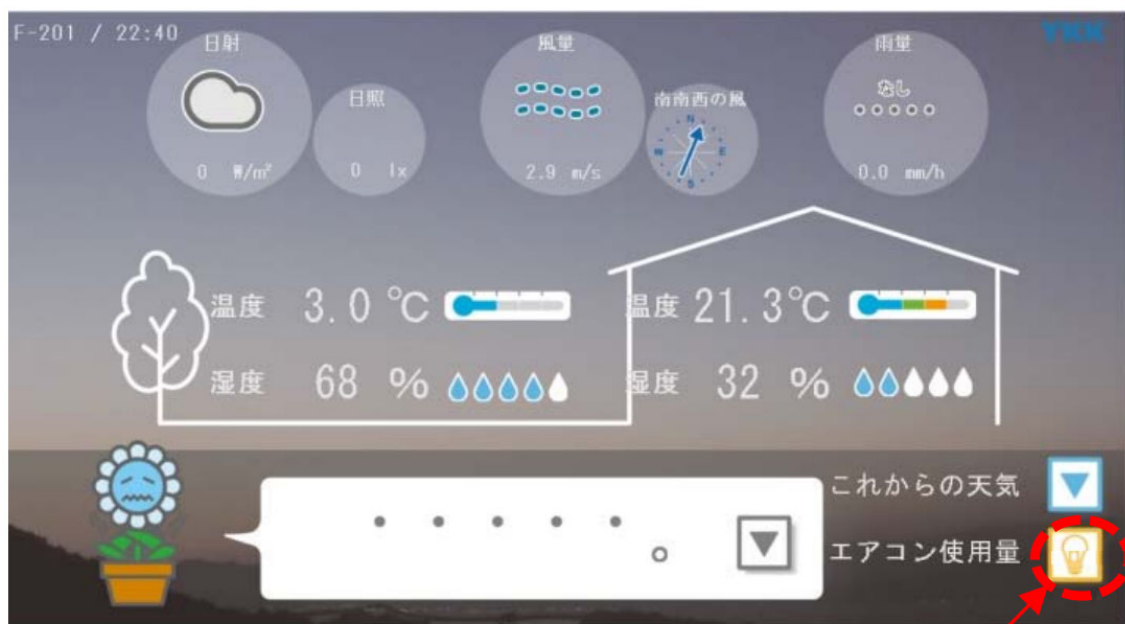 F-201 / 22:40
YKK
日射
0 W/m²
日照
0 lx
風量
2.9 m/s
南南西の風
N
W
E
S
雨量
なし
0.0 mm/h
温度 3.0 ℃
湿度 68 %
温度 21.3℃
湿度 32 %
・・・・・。
これからの天気
エアコン使用量